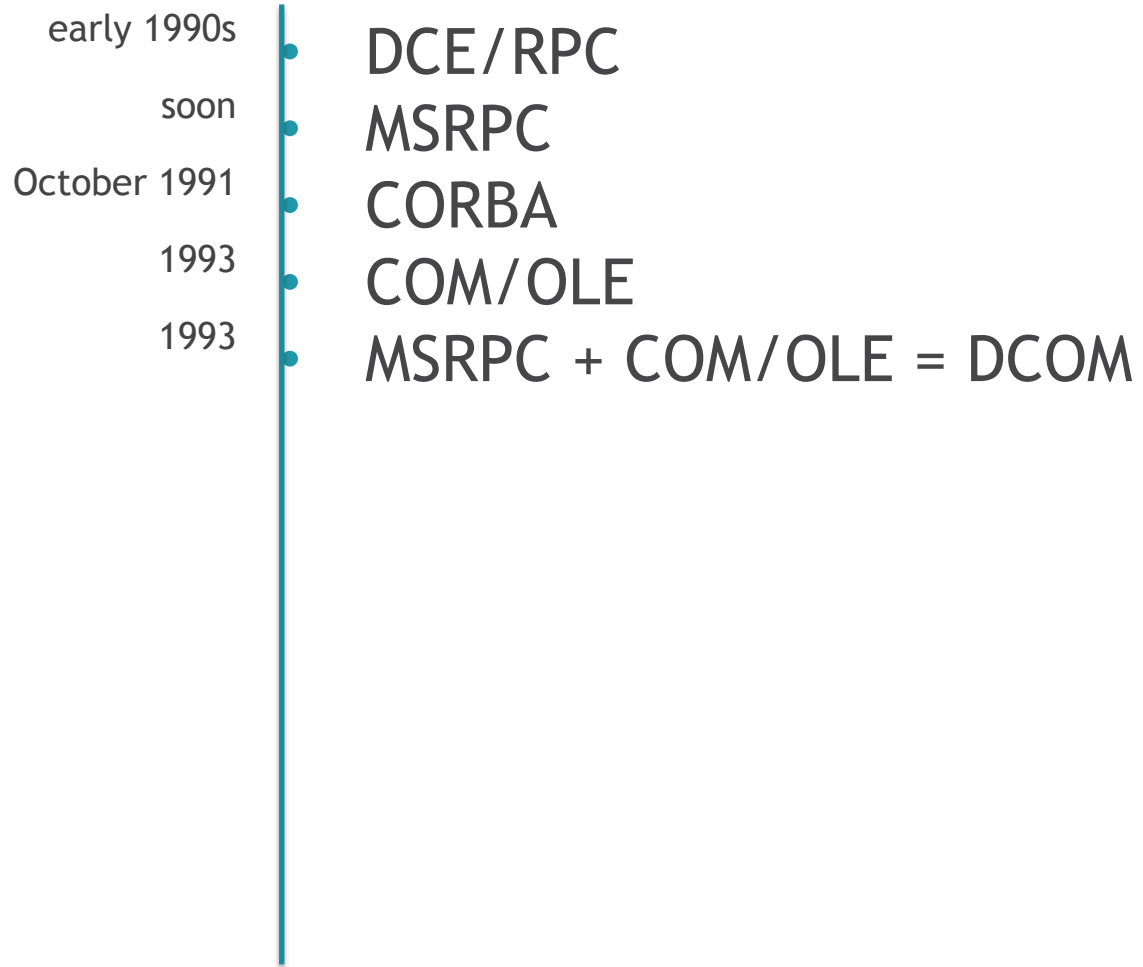 early 1990s
DCE/RPC
soon
MSRPC
October 1991
CORBA
1993
COM/OLE
1993
MSRPC + COM/OLE = DCOM